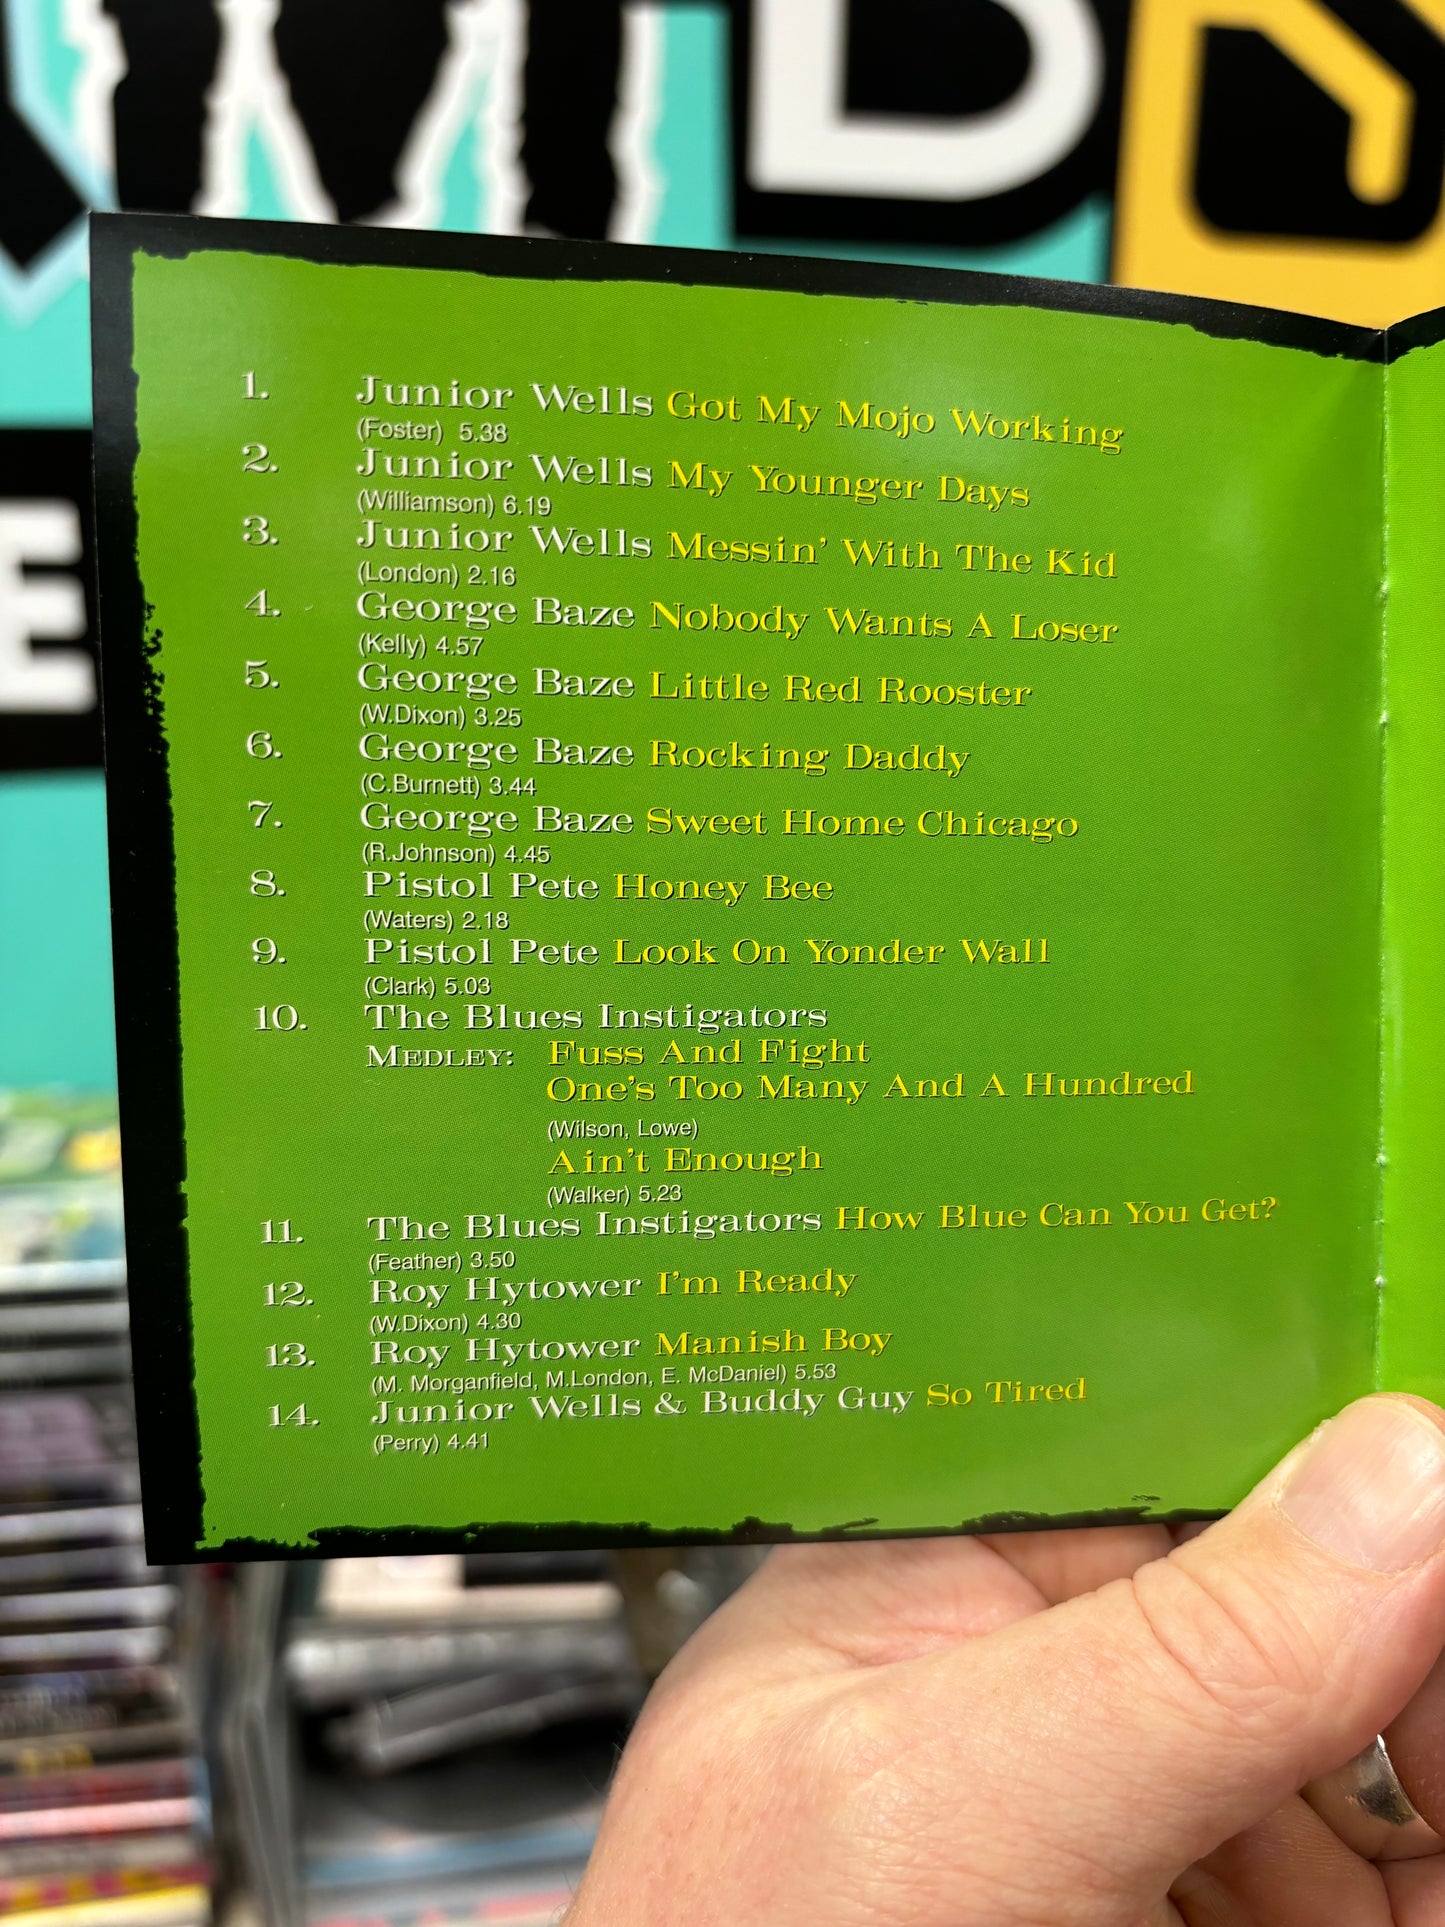 1. Junior Wells Got My Mojo Working
(Foster) 5.38
2. Junior Wells My Younger Days
(Williamson) 6.19
3. Junior Wells Messin' With The Kid
(London) 2.16
4. George Baze Nobody Wants A Loser
(Kelly) 4.57
5. George Baze Little Red Rooster
(W.Dixon) 3.25
6. George Baze Rocking Daddy
(C.Burnett) 3.44
7. George Baze Sweet Home Chicago
(R.Johnson) 4.45
8. Pistol Pete Honey Bee
(Waters) 2.18
9. Pistol Pete Look On Yonder Wall
(Clark) 5.03
10. The Blues Instigators
Medley: Fuss And Fight
One's Too Many And A Hundred
(Wilson, Lowe)
Ain't Enough
(Walker) 5.23
11. The Blues Instigators How Blue Can You Get?
(Feather) 3.50
12. Roy Hytower I'm Ready
(W.Dixon) 4.30
13. Roy Hytower Manish Boy
(M. Morganfield, M.London, E. McDaniel) 5.53
14. Junior Wells & Buddy Guy So Tired
(Perry) 4.41